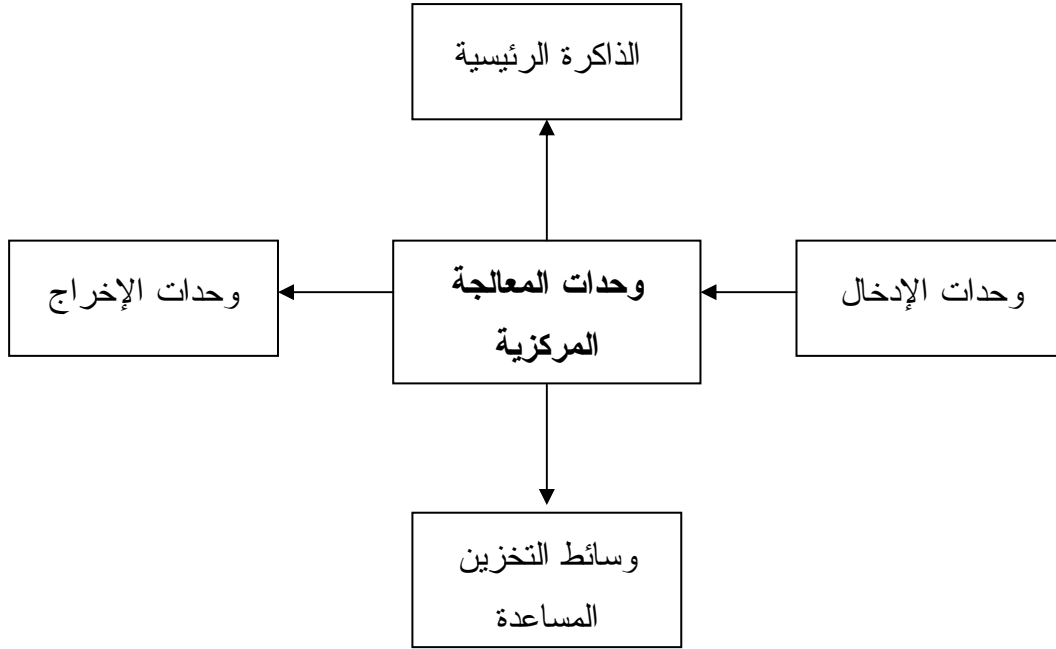 الذاكرة الرئيسية
وحدات الإدخال
وحدات المعالجة
المركزية
وحدات الإخراج
وسائط التخزين
المساعدة